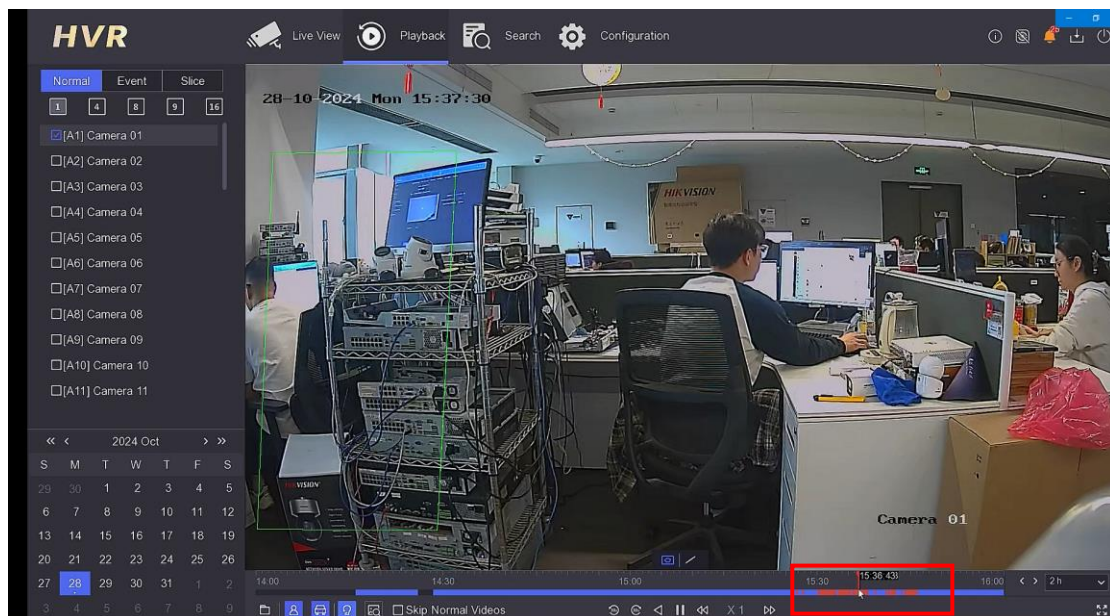 HVR
Live View
Playback
Search
Configuration
Normal Event Slice
1 4 8 9 16
[A1] Camera 01
[A2] Camera 02
[A3] Camera 03
[A4] Camera 04
[A5] Camera 05
[A6] Camera 06
[A7] Camera 07
[A8] Camera 08
[A9] Camera 09
[A10] Camera 10
[A11] Camera 11
28-10-2024 Mon 15:37:30
HIKVISION
VISION
Camera 01
« < 2024 Oct > »
S M T W T F S
29 30 1 2 3 4 5
6 7 8 9 10 11 12
13 14 15 16 17 18 19
20 21 22 23 24 25 26
27 28 29 30 31 1 2
3 4 5 6 7 8 9
14:00 14:30 15:00 15:30 15:36:43 16:00 < > 2 h
Skip Normal Videos
X 1